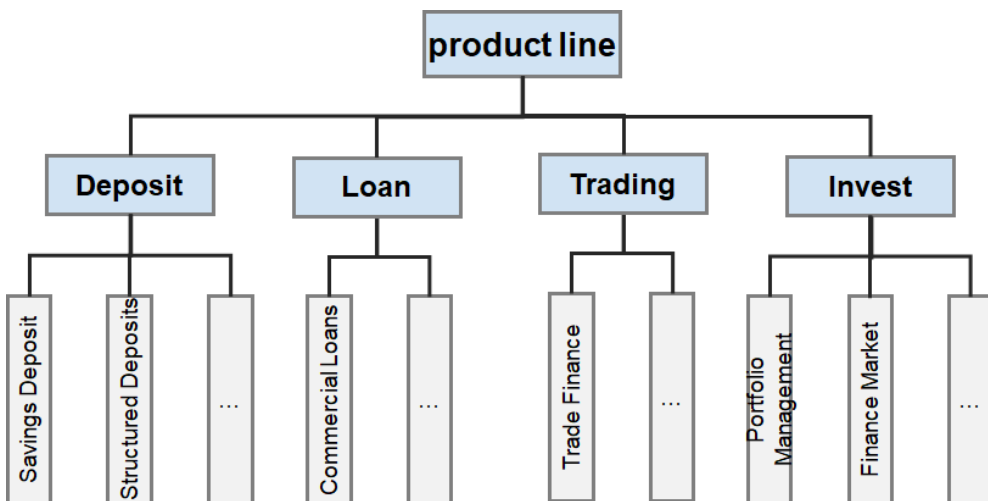 product line
Deposit
Loan
Trading
Invest
Savings Deposit
Structured Deposits
...
Commercial Loans
...
Trade Finance
...
Portfolio
Management
Finance Market
...